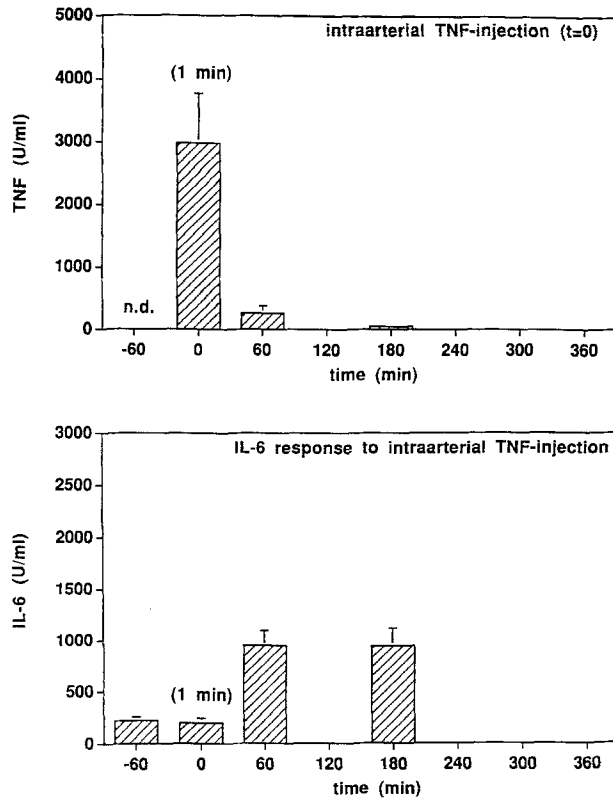 intraarterial TNF-injection (t=0)
5000
4000
3000
2000
1000
0
TNF (U/ml)
(1 min)
n.d.
-60 0 60 120 180 240 300 360
time (min)
IL-6 response to intraarterial TNF-injection
3000
2500
2000
1500
1000
500
0
IL-6 (U/ml)
(1 min)
-60 0 60 120 180 240 300 360
time (min)